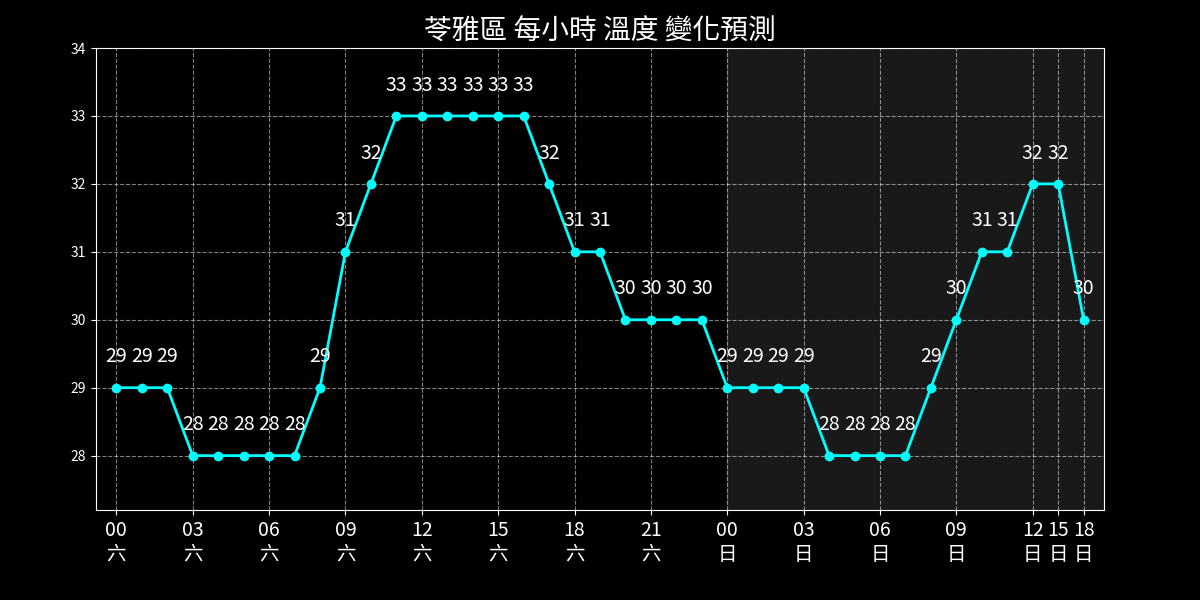 苓雅區 每小時 溫度 變化預測
34
33 33 33 33 33 33
33
32 32 32 32
32
31 31 31 31 31
31
30 30 30 30 30 30
30
29 29 29 29 29 29 29 29 29
29
28 28 28 28 28 28 28 28 28
28
00 03 06 09 12 15 18 21 00 03 06 09 12 15 18
六 六 六 六 六 六 六 六 日 日 日 日 日 日 日